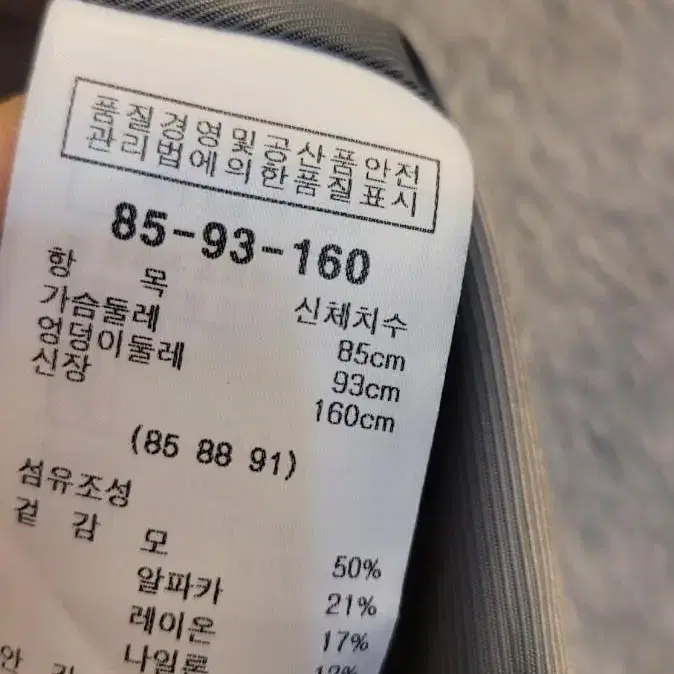 품질경영및공산품안전
관리법에의한품질표시
85-93-160
항 목 신체치수
가슴둘레 85cm
엉덩이둘레 93cm
신장 160cm
(85 88 91)
섬유조성
겉 감 모 50%
알파카 21%
레이온 17%
나일론 12%
안